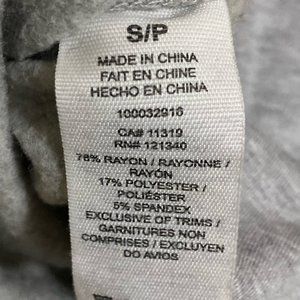 S/P
MADE IN CHINA
FAIT EN CHINE
HECHO EN CHINA
100032916
CA# 11319
RN# 121340
78% RAYON / RAYONNE /
RAYÓN
17% POLYESTER /
POLIÉSTER
5% SPANDEX
EXCLUSIVE OF TRIMS /
GARNITURES NON
COMPRISES / EXCLUYEN
DO AVIOS